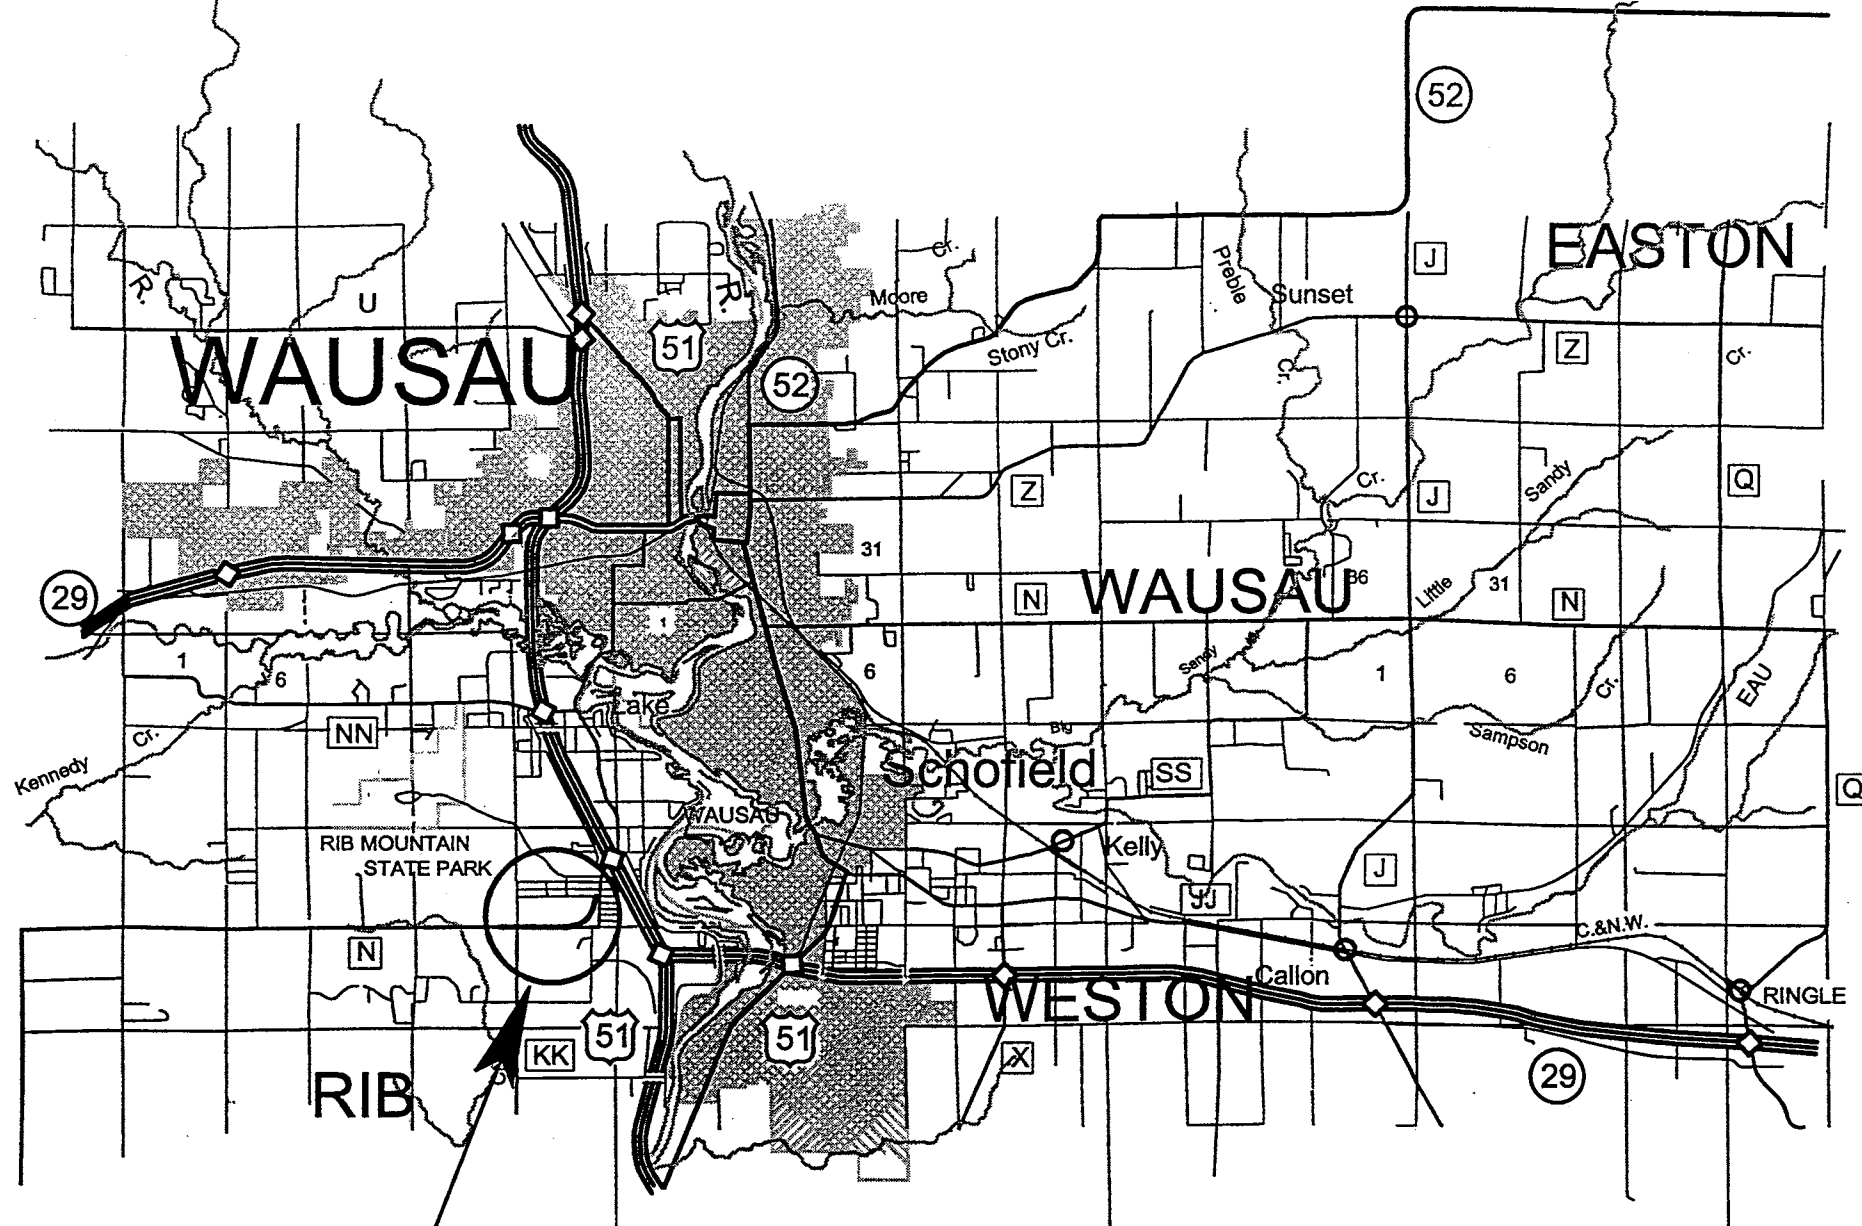 52
EASTON
J
Cr.
Preble
R.
R.
U
Moore
Sunset
51
Stony Cr.
Z
Cr.
WAUSAU
52
Cr.
Cr.
Sandy
Q
Z
J
31
WAUSAU
36
29
N
Little
31
N
1
1
6
6
Sandy
1
6
Cr.
EAU
Lake
NN
Cr.
Big
Sampson
Kennedy
Schofield
SS
Q
WAUSAU
RIB MOUNTAIN
STATE PARK
Kelly
J
JJ
N
C.&N.W.
Callon
WESTON
RINGLE
51
51
KK
X
RIB
29